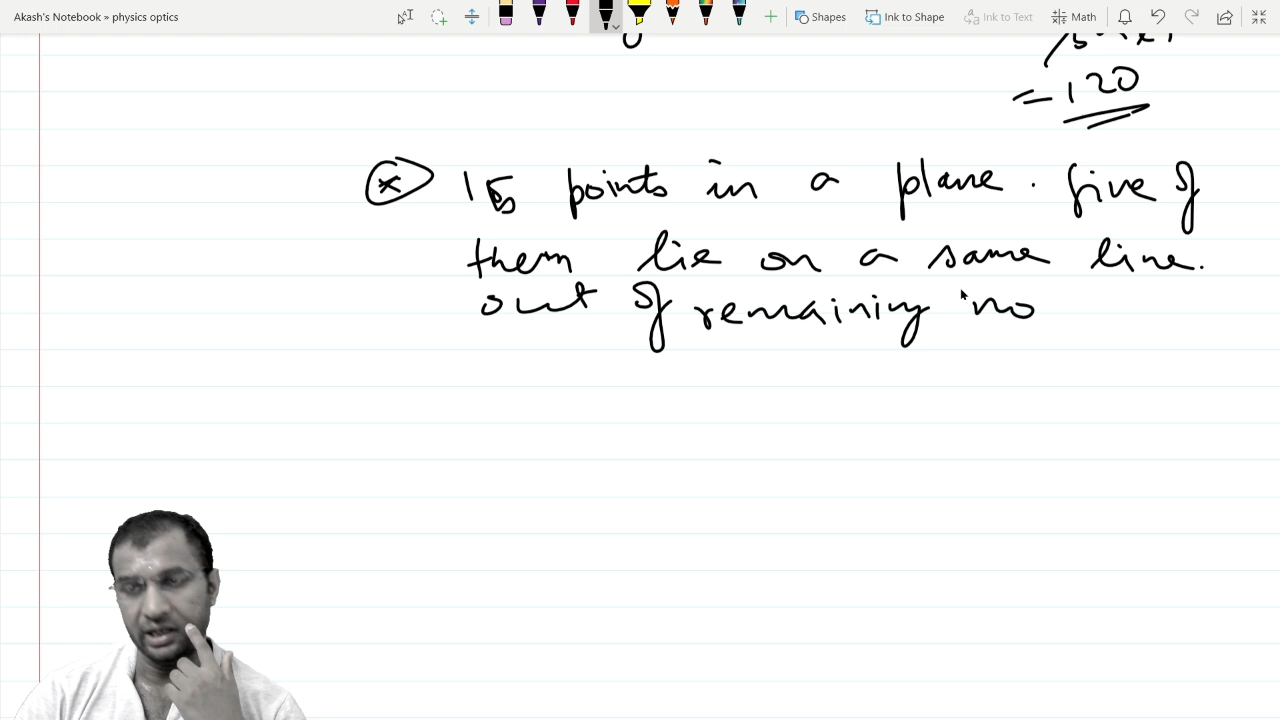 Akash's Notebook » physics optics
Shapes
Ink to Shape
Ink to Text
Math
= 120
15 points in a plane. five of
them lie on a same line.
out of remaining no